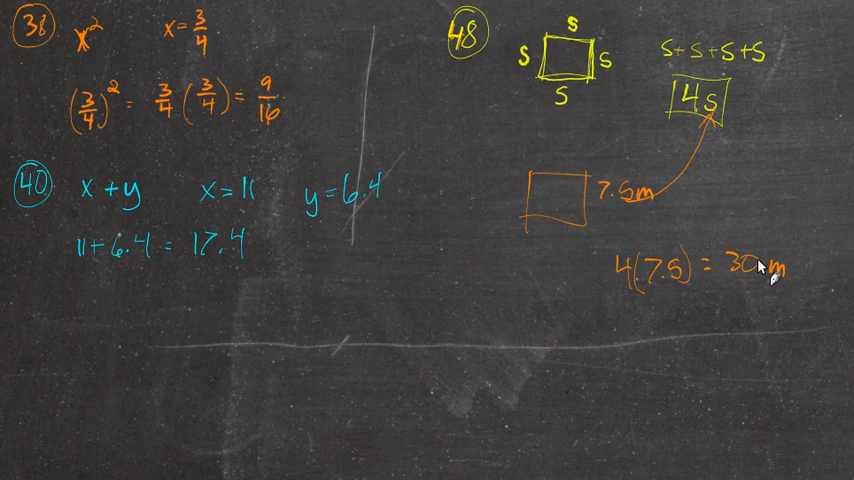 38 x² x = 3/4
(3/4)² = 3/4 (3/4) = 9/16
40 x + y x = 11 y = 6.4
11 + 6.4 = 17.4
48 s
s s s+s+s+s
s 4s
7.5m
4(7.5) = 30 m